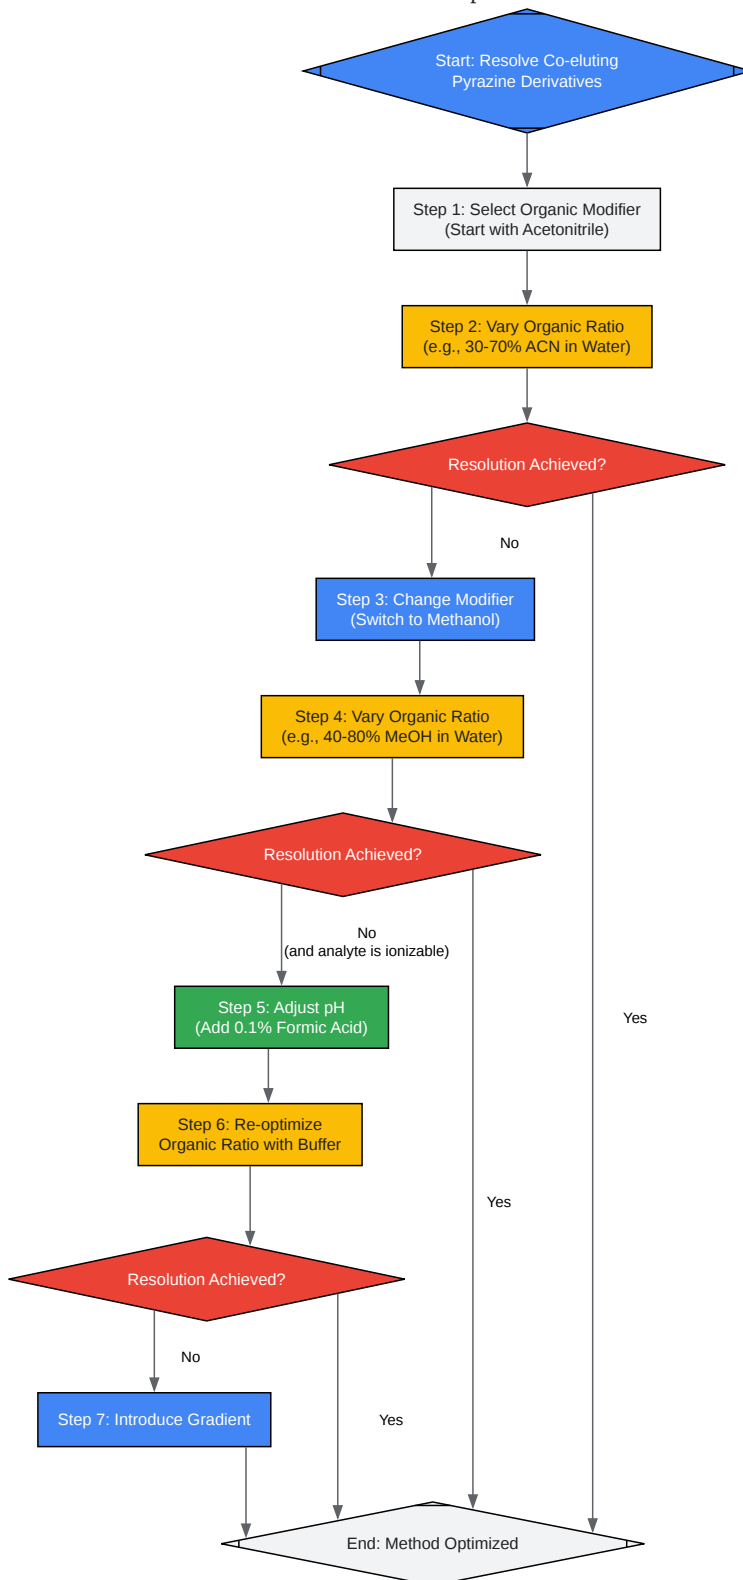 Start: Resolve Co-eluting
Pyrazine Derivatives
Step 1: Select Organic Modifier
(Start with Acetonitrile)
Step 2: Vary Organic Ratio
(e.g., 30-70% ACN in Water)
Resolution Achieved?
No
Step 3: Change Modifier
(Switch to Methanol)
Step 4: Vary Organic Ratio
(e.g., 40-80% MeOH in Water)
Resolution Achieved?
No
(and analyte is ionizable)
Step 5: Adjust pH
(Add 0.1% Formic Acid)
Yes
Step 6: Re-optimize
Organic Ratio with Buffer
Yes
Resolution Achieved?
No
Step 7: Introduce Gradient
Yes
End: Method Optimized